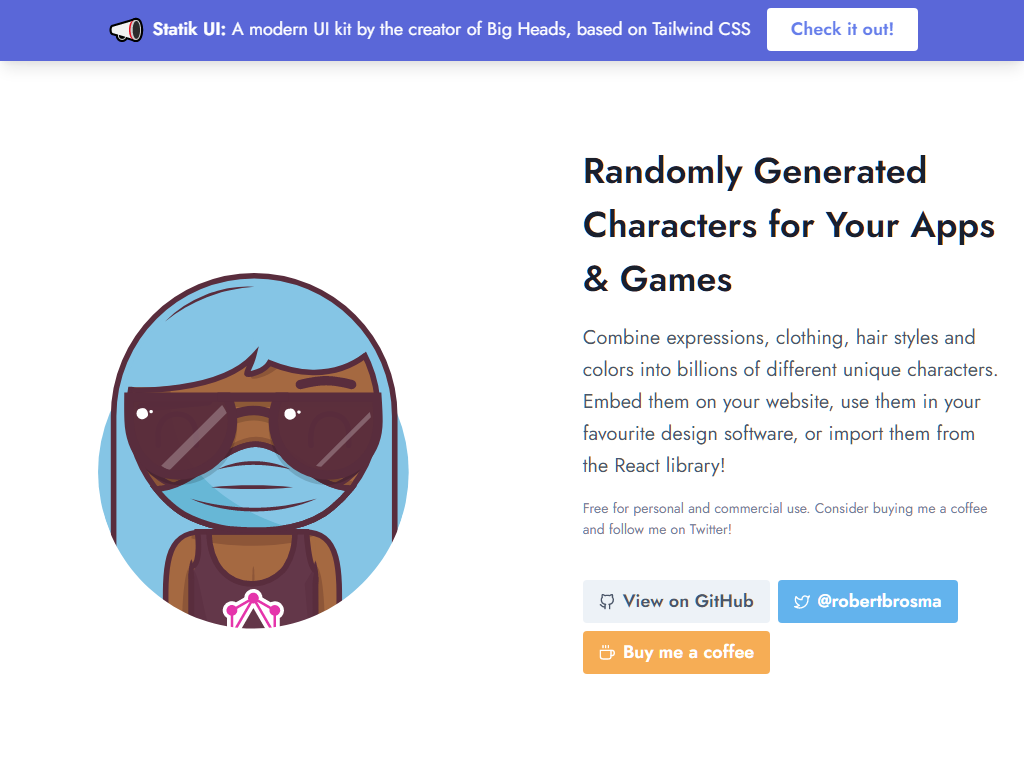 Statik UI: A modern UI kit by the creator of Big Heads, based on Tailwind CSS
Check it out!
Randomly Generated
Characters for Your Apps
& Games
Combine expressions, clothing, hair styles and
colors into billions of different unique characters.
Embed them on your website, use them in your
favourite design software, or import them from
the React library!
Free for personal and commercial use. Consider buying me a coffee
and follow me on Twitter!
View on GitHub
@robertbrosma
Buy me a coffee